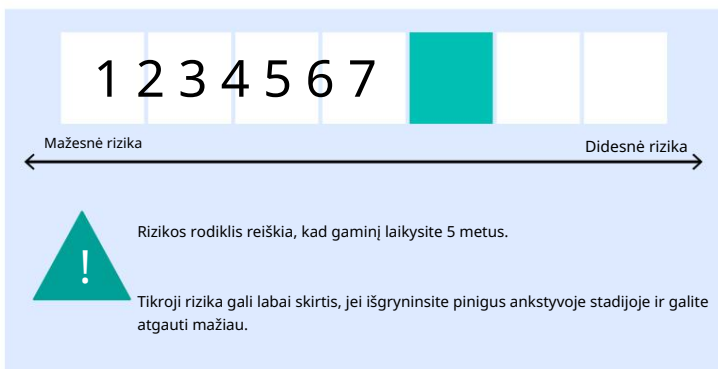 1 2 3 4 5 6 7
Mažesnė rizika
Didesnė rizika
!
Rizikos rodiklis reiškia, kad gaminį laikysite 5 metus.
Tikroji rizika gali labai skirtis, jei išgryninsite pinigus ankstyvoje stadijoje ir galite
atgauti mažiau.